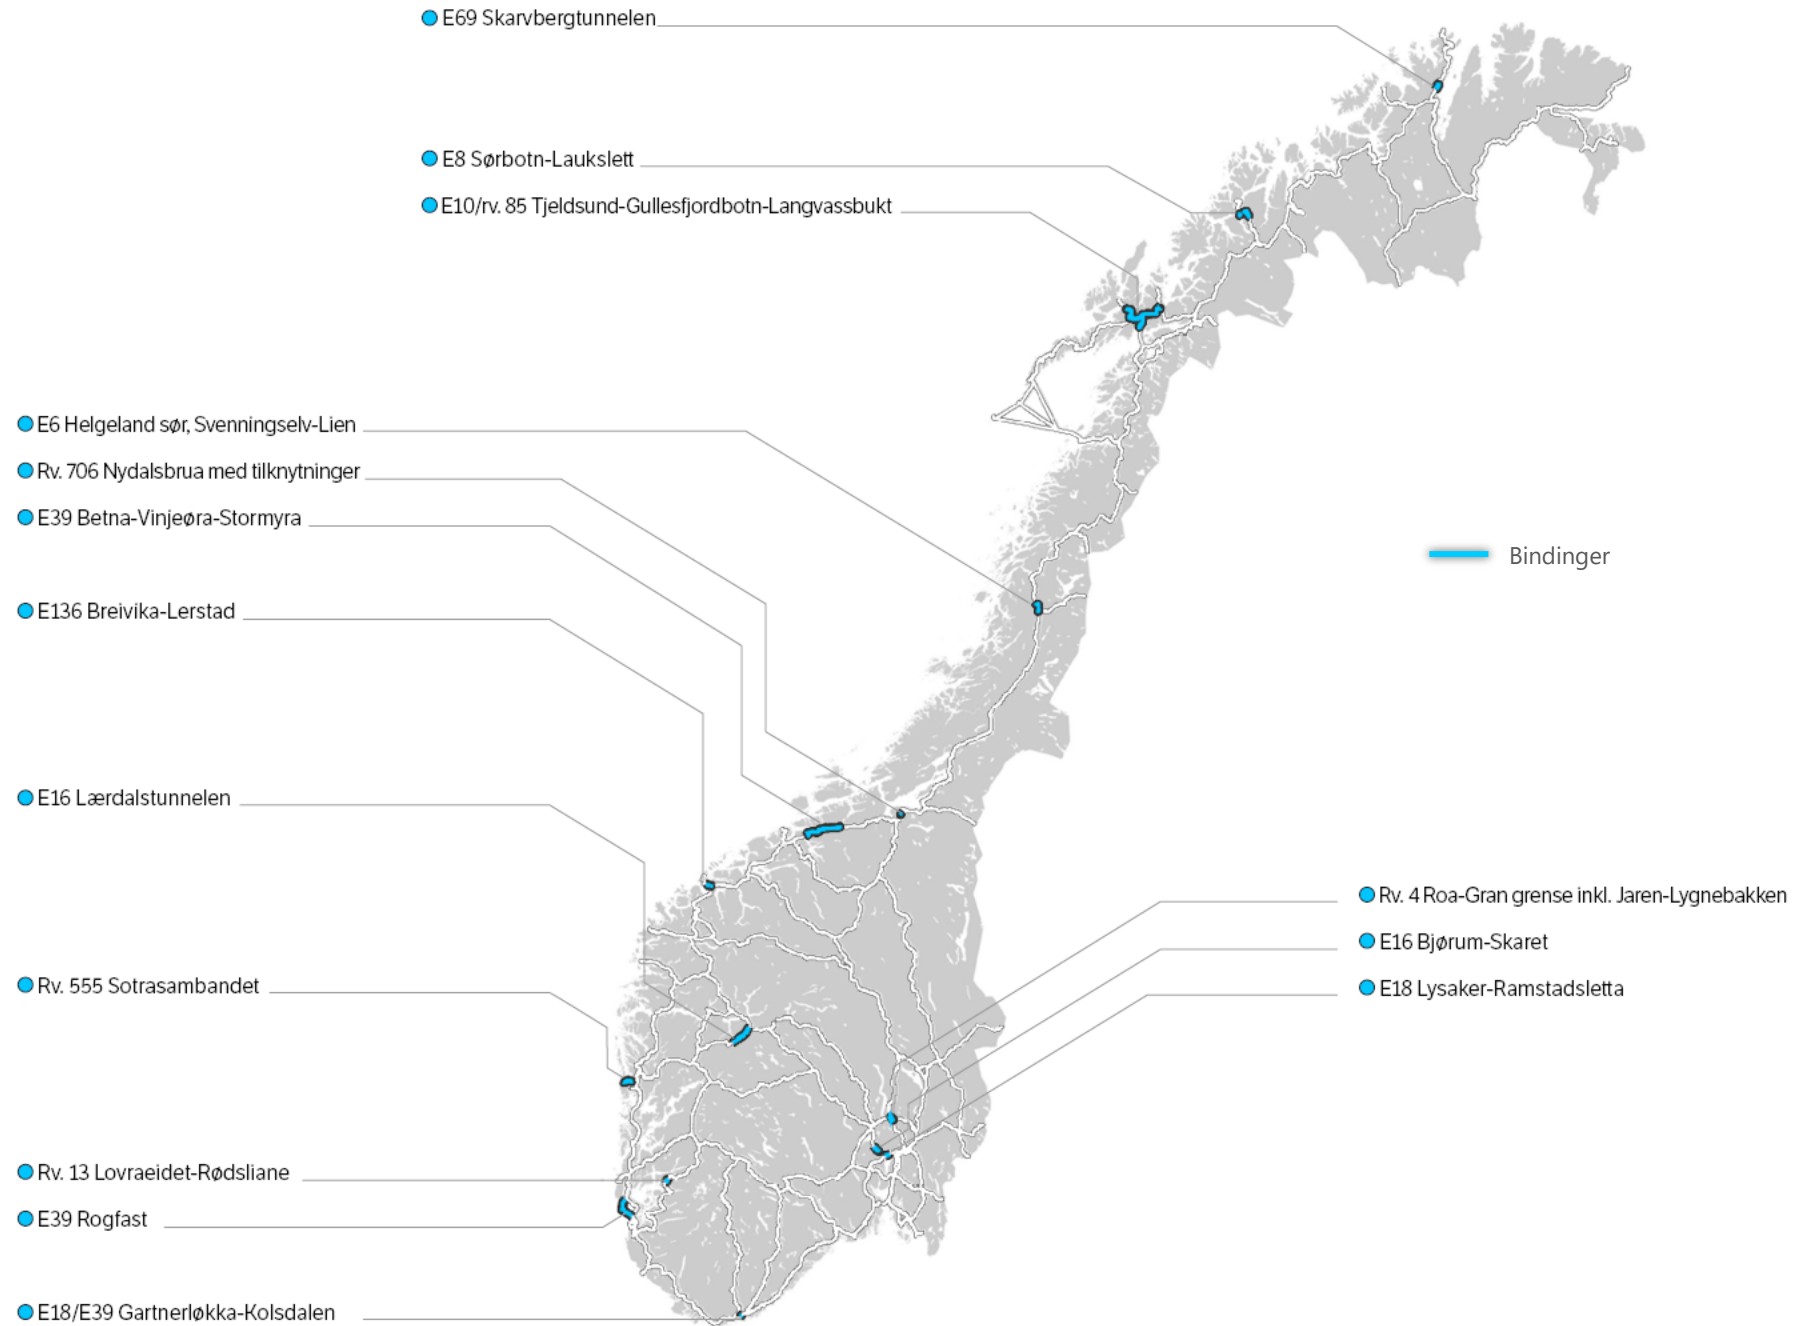 E69 Skarvbergtunnelen
E8 Sørbotn-Laukslett
E10/rv. 85 Tjeldsund-Gullesfjordbotn-Langvassbukt
E6 Helgeland sør, Svenningselv-Lien
Rv. 706 Nydalsbrua med tilknytninger
E39 Betna-Vinjeøra-Stormyra
Bindinger
E136 Breivika-Lerstad
E16 Lærdalstunnelen
Rv. 4 Roa-Gran grense inkl. Jaren-Lygnebakken
E16 Bjørum-Skaret
Rv. 555 Sotrasambandet
E18 Lysaker-Ramstadsletta
Rv. 13 Lovraeidet-Rødsliane
E39 Rogfast
E18/E39 Gartnerløkka-Kolsdalen